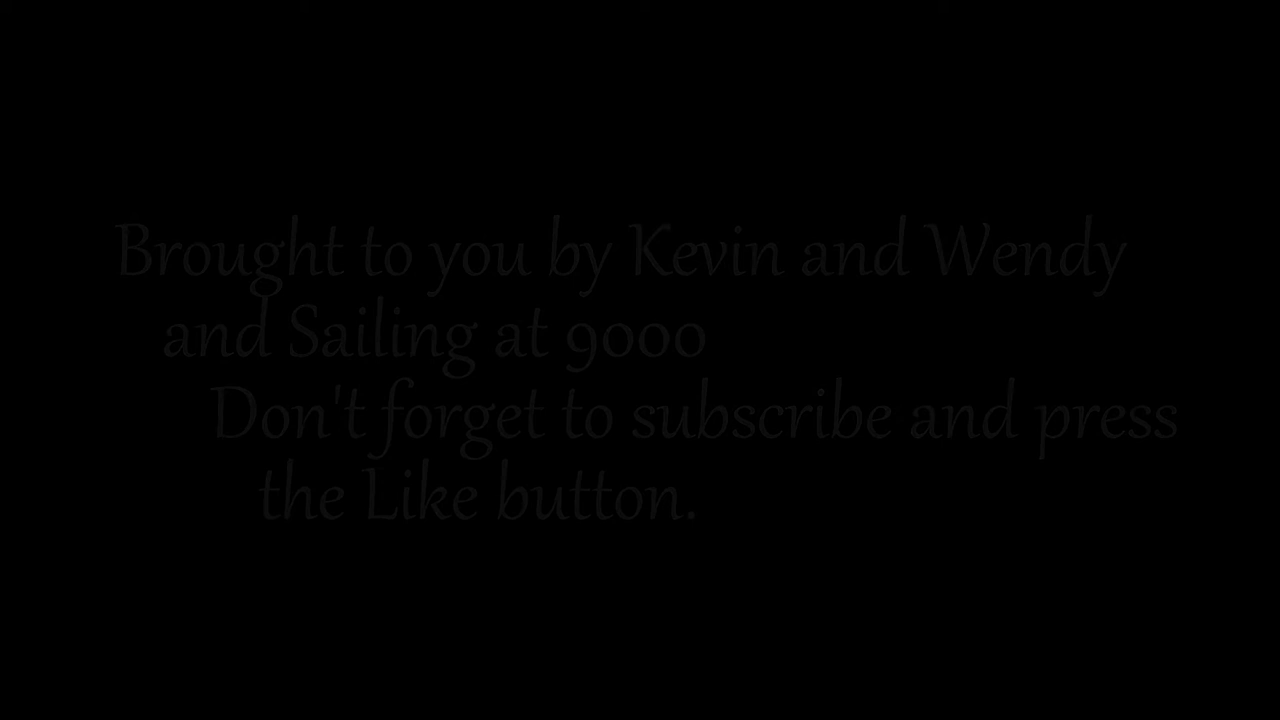 Brought to you by Kevin and Wendy
and Sailing at 9000
Don't forget to subscribe and press
the Like button.